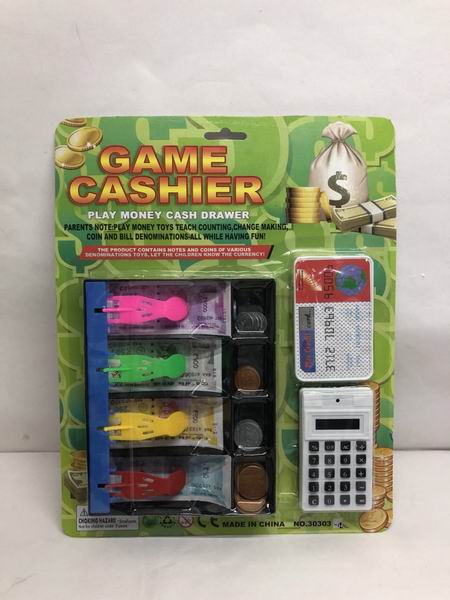 GAME
CASHIER
PLAY MONEY CASH DRAWER
PARENTS NOTE:PLAY MONEY TOYS TEACH COUNTING,CHANGE MAKING,
COIN AND BILL DENOMINATIONS-ALL WHILE HAVING FUN!
THE PRODUCT CONTAINS NOTES AND COINS OF VARIOUS
DENOMINATIONS TOYS, LET THE CHILDREN KNOW THE CURRENCY!
$
CHOKING HAZARD
CE
MADE IN CHINA
NO.30303